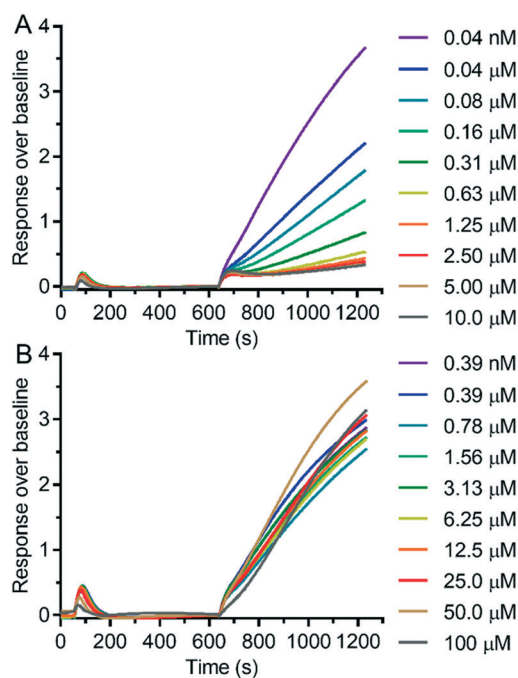 A
Response over baseline
4
3
2
1
0
0 200 400 600 800 1000 1200
Time (s)
0.04 nM
0.04 μM
0.08 μM
0.16 μM
0.31 μM
0.63 μM
1.25 μM
2.50 μM
5.00 μM
10.0 μM
B
Response over baseline
4
3
2
1
0
0 200 400 600 800 1000 1200
Time (s)
0.39 nM
0.39 μM
0.78 μM
1.56 μM
3.13 μM
6.25 μM
12.5 μM
25.0 μM
50.0 μM
100 μM